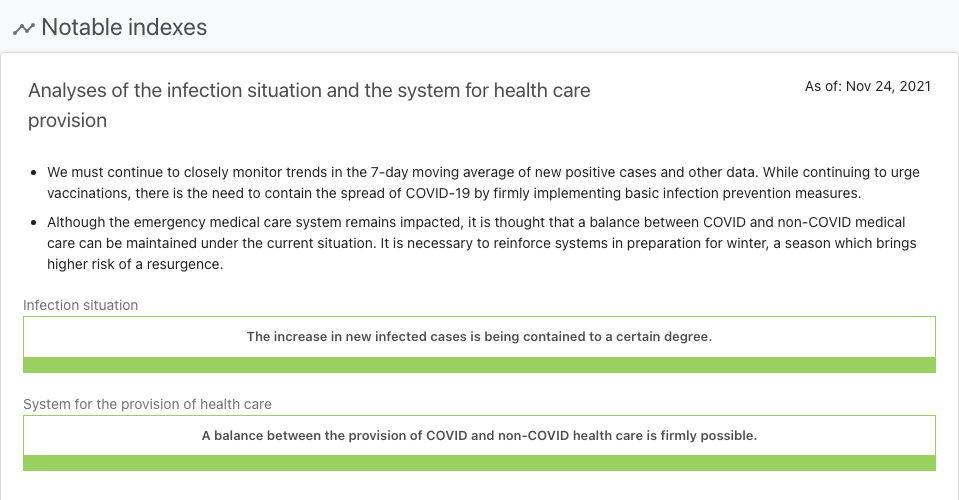 Notable indexes
Analyses of the infection situation and the system for health care
provision
As of: Nov 24, 2021
We must continue to closely monitor trends in the 7-day moving average of new positive cases and other data. While continuing to urge
vaccinations, there is the need to contain the spread of COVID-19 by firmly implementing basic infection prevention measures.
Although the emergency medical care system remains impacted, it is thought that a balance between COVID and non-COVID medical
care can be maintained under the current situation. It is necessary to reinforce systems in preparation for winter, a season which brings
higher risk of a resurgence.
Infection situation
The increase in new infected cases is being contained to a certain degree.
System for the provision of health care
A balance between the provision of COVID and non-COVID health care is firmly possible.